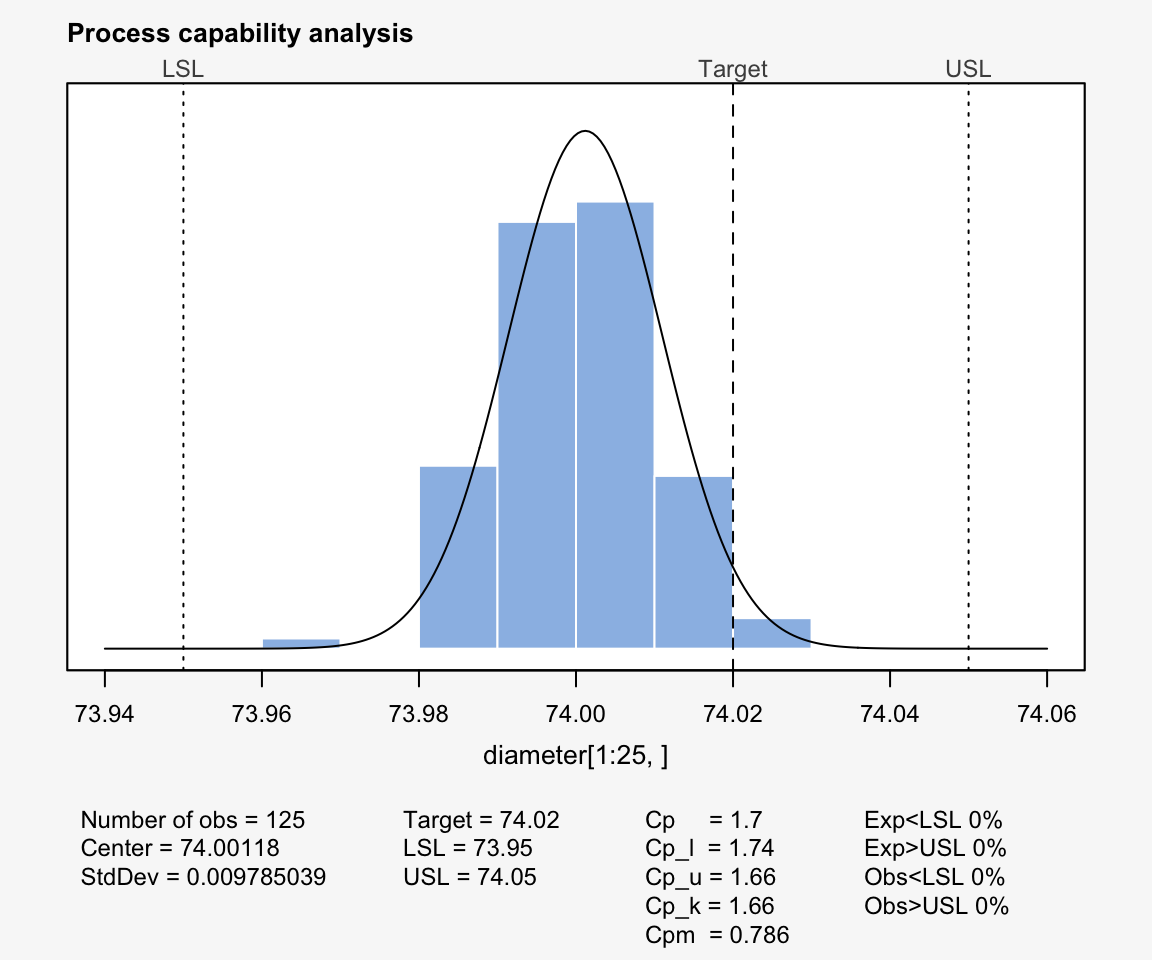 Process capability analysis
LSL Target USL
73.94 73.96 73.98 74.00 74.02 74.04 74.06
diameter[1:25, ]
Number of obs = 125 Target = 74.02 Cp = 1.7 Exp<LSL 0%
Center = 74.00118 LSL = 73.95 Cp_l = 1.74 Exp>USL 0%
StdDev = 0.009785039 USL = 74.05 Cp_u = 1.66 Obs<LSL 0%
Cp_k = 1.66 Obs>USL 0%
Cpm = 0.786